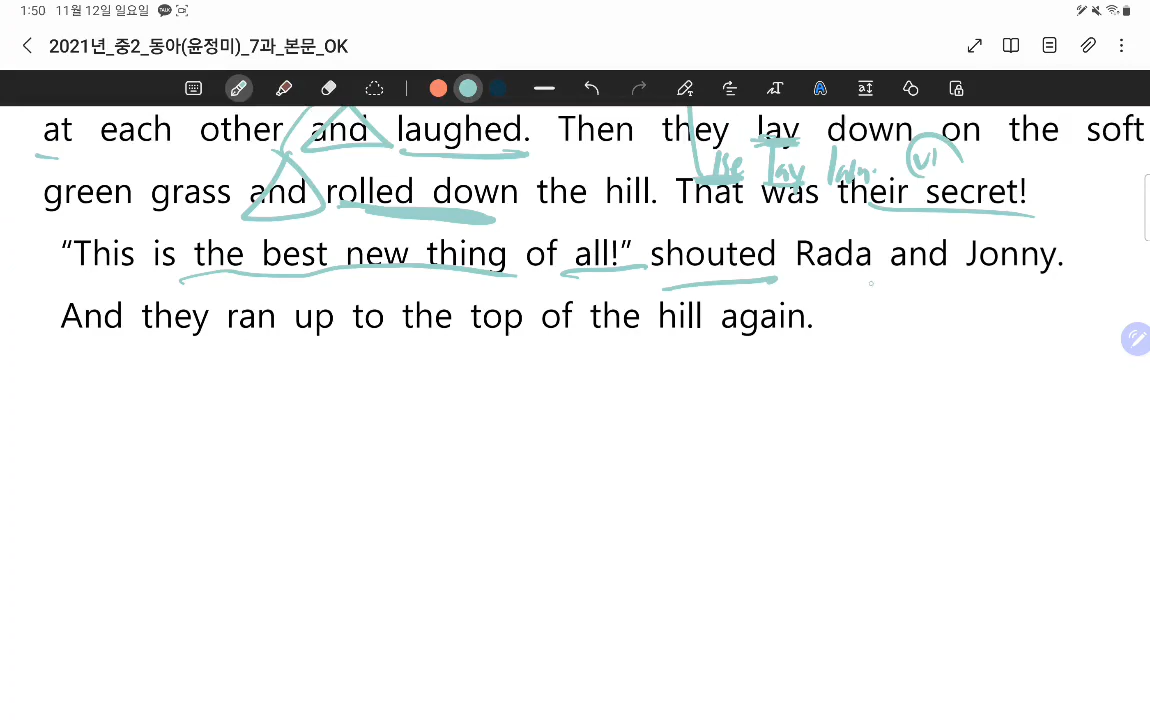 1:50 11월 12일 일요일 TALK
2021년_중2_동아(윤정미)_7과_본문_OK
at each other and laughed. Then they lay down on the soft
lie lay lain. vi
green grass and rolled down the hill. That was their secret!
“This is the best new thing of all!” shouted Rada and Jonny.
And they ran up to the top of the hill again.